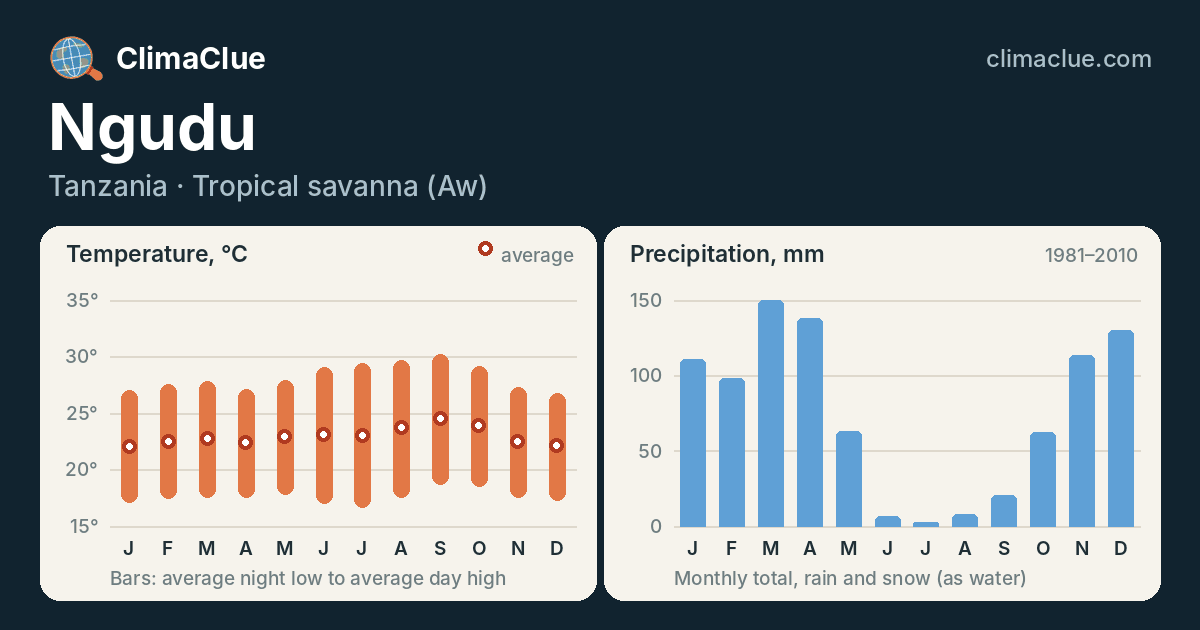 ClimaClue
climaclue.com
Ngudu
Tanzania · Tropical savanna (Aw)
Temperature, °C
average
35°
30°
25°
20°
15°
J F M A M J J A S O N D
Bars: average night low to average day high
Precipitation, mm
1981–2010
150
100
50
0
J F M A M J J A S O N D
Monthly total, rain and snow (as water)